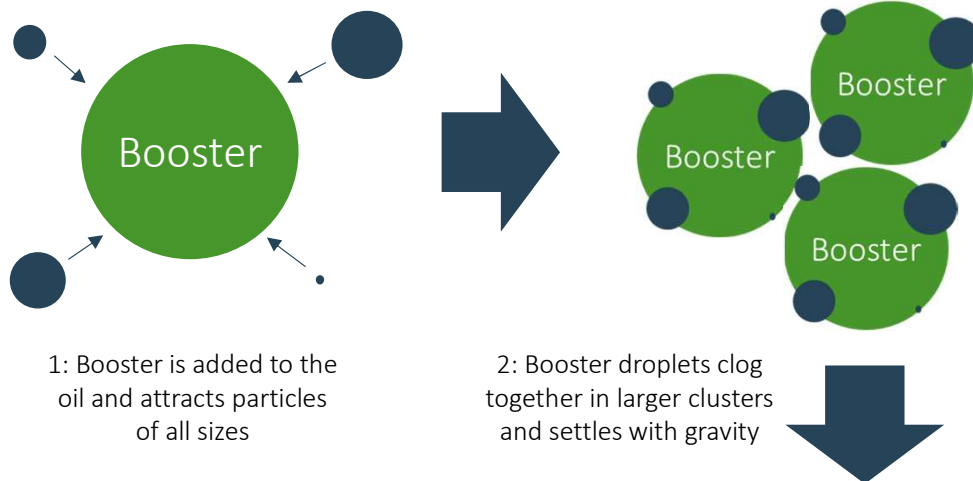 Booster
Booster
Booster
Booster
1: Booster is added to the
oil and attracts particles
of all sizes
2: Booster droplets clog
together in larger clusters
and settles with gravity